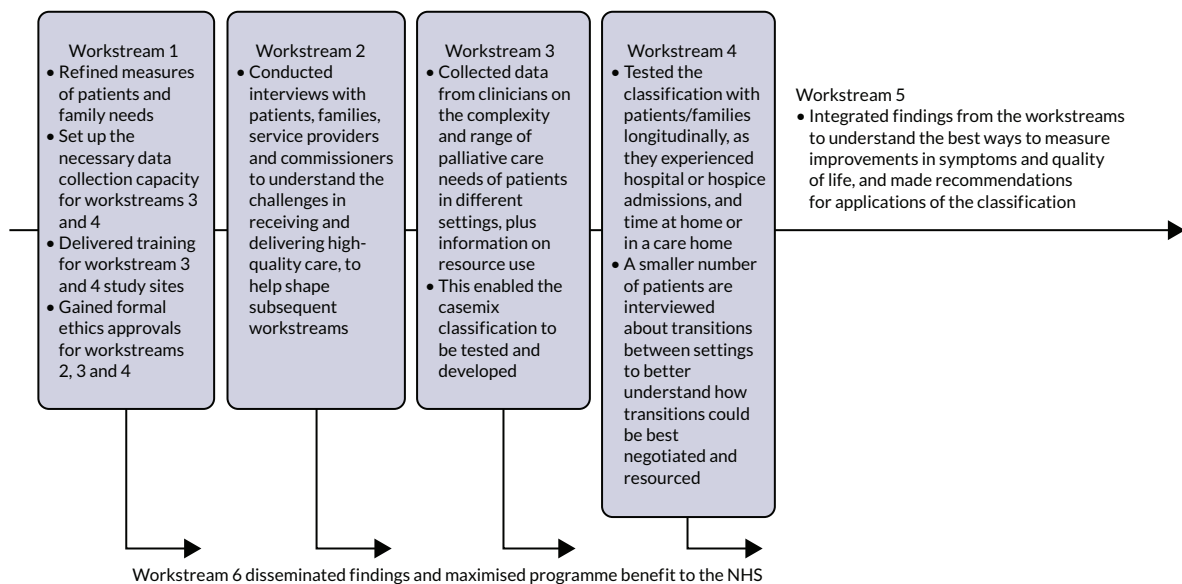 Workstream 1
• Refined measures
of patients and
family needs
• Set up the
necessary data
collection capacity
for workstreams 3
and 4
• Delivered training
for workstream 3
and 4 study sites
• Gained formal
ethics approvals
for workstreams
2, 3 and 4
Workstream 2
• Conducted
interviews with
patients, families,
service providers
and commissioners
to understand the
challenges in
receiving and
delivering high-
quality care, to
help shape
subsequent
workstreams
Workstream 3
• Collected data
from clinicians on
the complexity
and range of
palliative care
needs of patients
in different
settings, plus
information on
resource use
• This enabled the
casemix
classification to
be tested and
developed
Workstream 4
• Tested the
classification with
patients/families
longitudinally, as
they experienced
hospital or hospice
admissions, and
time at home or
in a care home
• A smaller number
of patients are
interviewed
about transitions
between settings
to better
understand how
transitions could
be best
negotiated and
resourced
Workstream 5
• Integrated findings from the workstreams
to understand the best ways to measure
improvements in symptoms and quality
of life, and made recommendations
for applications of the classification
Workstream 6 disseminated findings and maximised programme benefit to the NHS